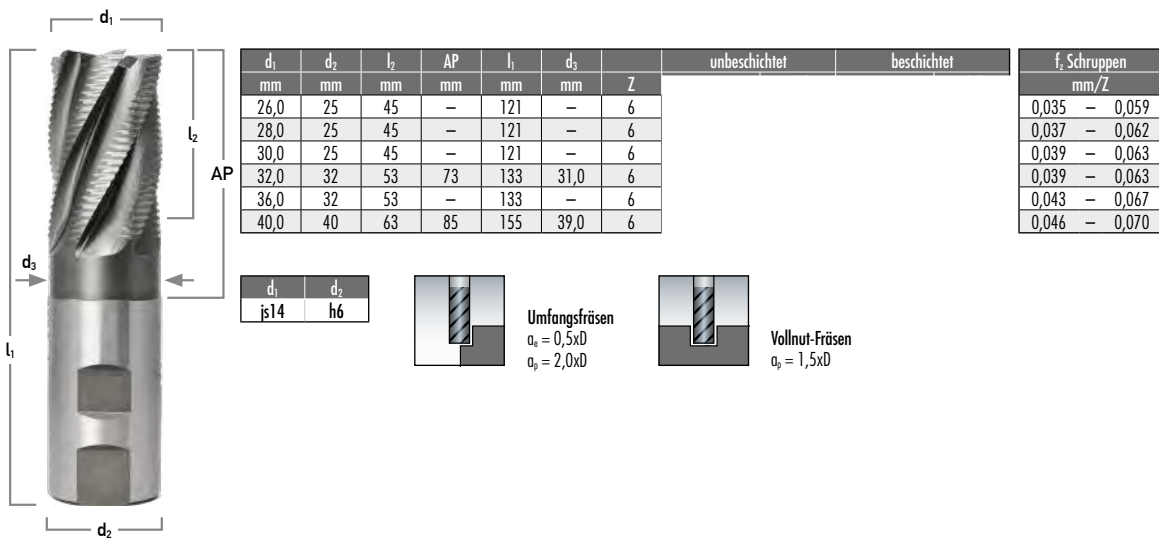 d₁
l₂
AP
d₃
l₁
d₂
d₁ d₂ l₂ AP l₁ d₃ unbeschichtet beschichtet f_z Schruppen
mm mm mm mm mm mm Z mm/Z
26,0 25 45 – 121 – 6 0,035 – 0,059
28,0 25 45 – 121 – 6 0,037 – 0,062
30,0 25 45 – 121 – 6 0,039 – 0,063
32,0 32 53 73 133 31,0 6 0,039 – 0,063
36,0 32 53 – 133 – 6 0,043 – 0,067
40,0 40 63 85 155 39,0 6 0,046 – 0,070
d₁ d₂
js14 h6
Umfangsfräsen
aₑ = 0,5xD
aₚ = 2,0xD
Vollnut-Fräsen
aₚ = 1,5xD